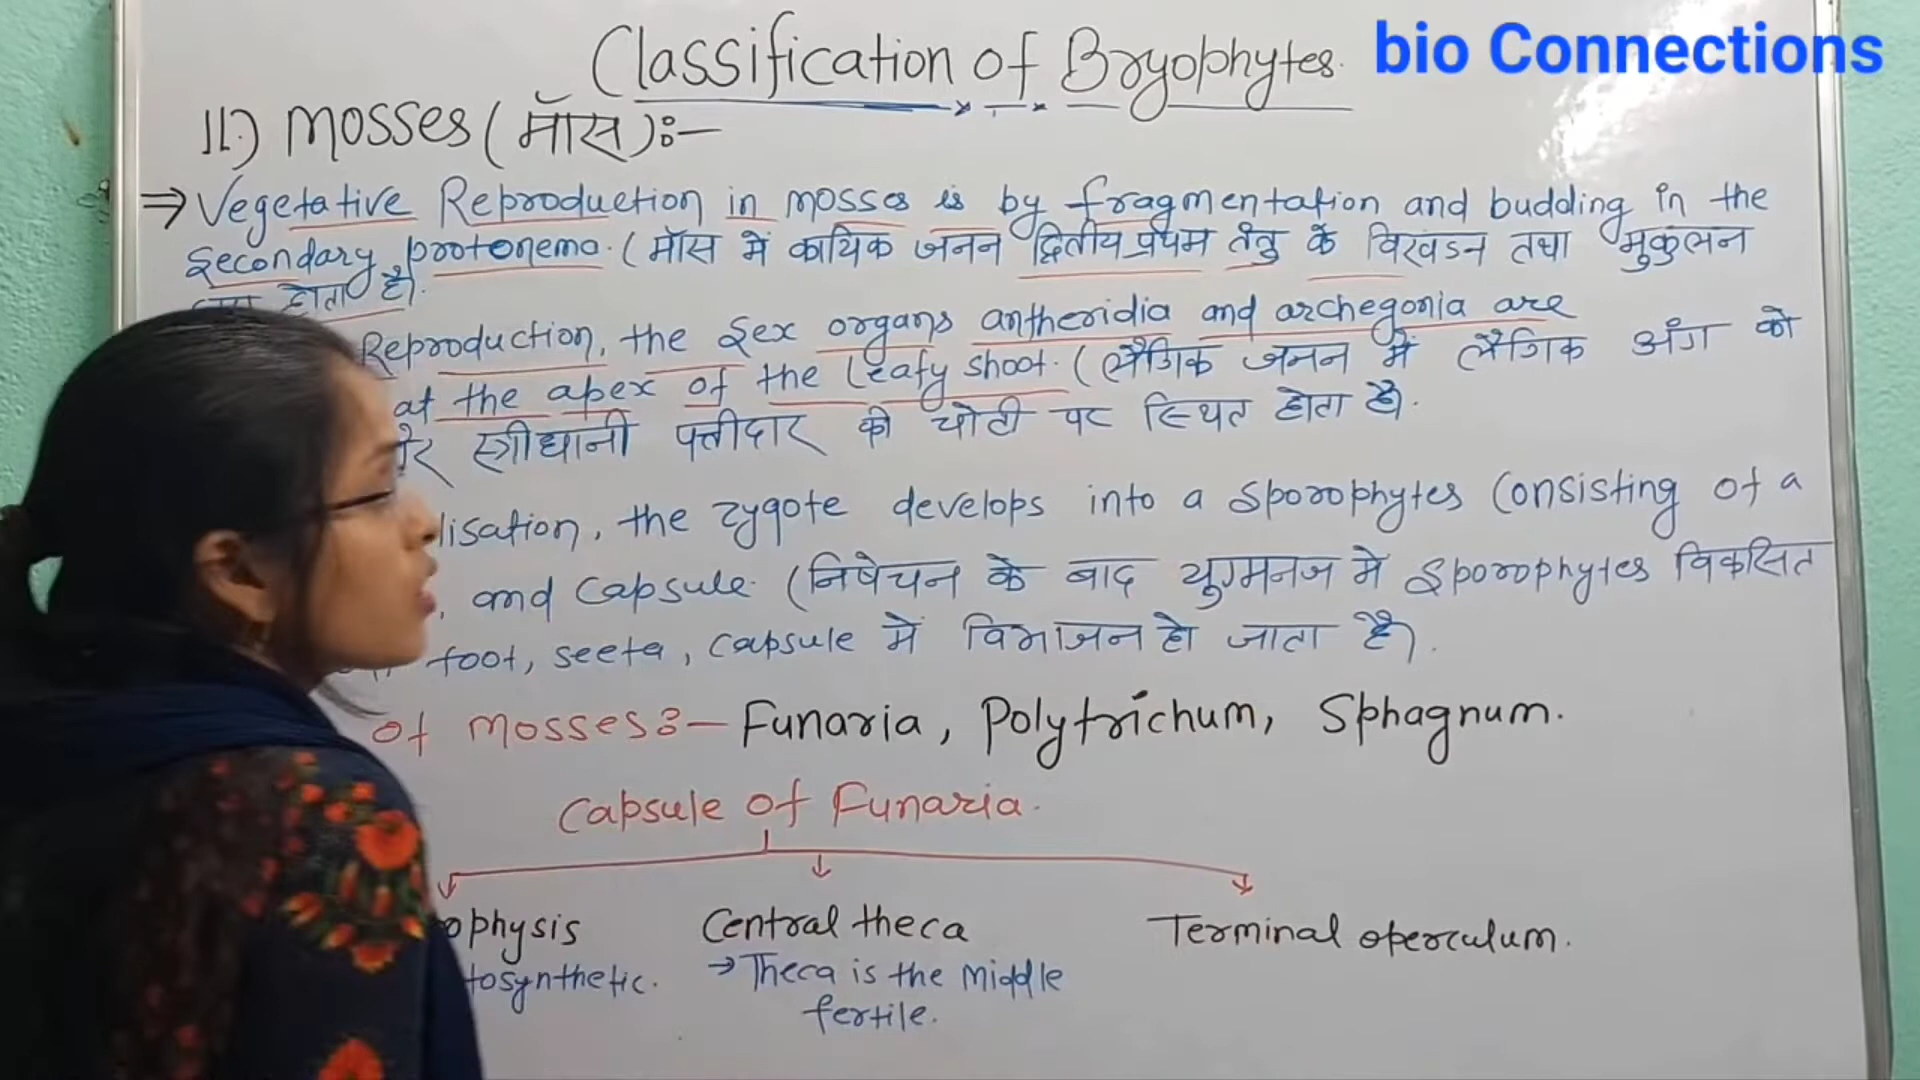 Classification of Bryophytes.
bio Connections
II.) Mosses (मॉस):-
⇒ Vegetative Reproduction in mosses is by fragmentation and budding in the
Secondary protonema. (मॉस में कायिक जनन द्वितीय प्रथम तंतु के विखंडन तथा मुकुलन
होता है).
Reproduction, the sex organs antheridia and archegonia are
at the apex of the leafy shoot. (लैंगिक जनन में लैंगिक अंग को
स्त्रीधानी पत्तीदार की चोटी पर स्थित होता है).
lisation, the zygote develops into a sporophytes consisting of a
, and capsule. (निषेचन के बाद युग्मनज मे sporophytes विकसित
foot, seeta, capsule में विभाजन हो जाता है).
of mosses:- Funaria, Polytrichum, Sphagnum.
Capsule of Funaria.
ophysis Central theca Terminal operculum.
tosynthetic. → Theca is the middle
fertile.